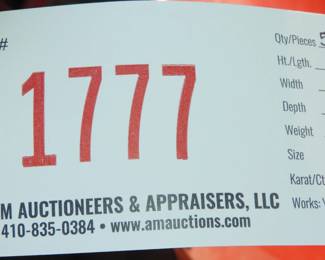 #
Qty/Pieces
Ht./Lgth.
Width
Depth
Weight
Size
Karat/Ct
Works:
1777
M AUCTIONEERS & APPRAISERS, LLC
410-835-0384 • www.amauctions.com